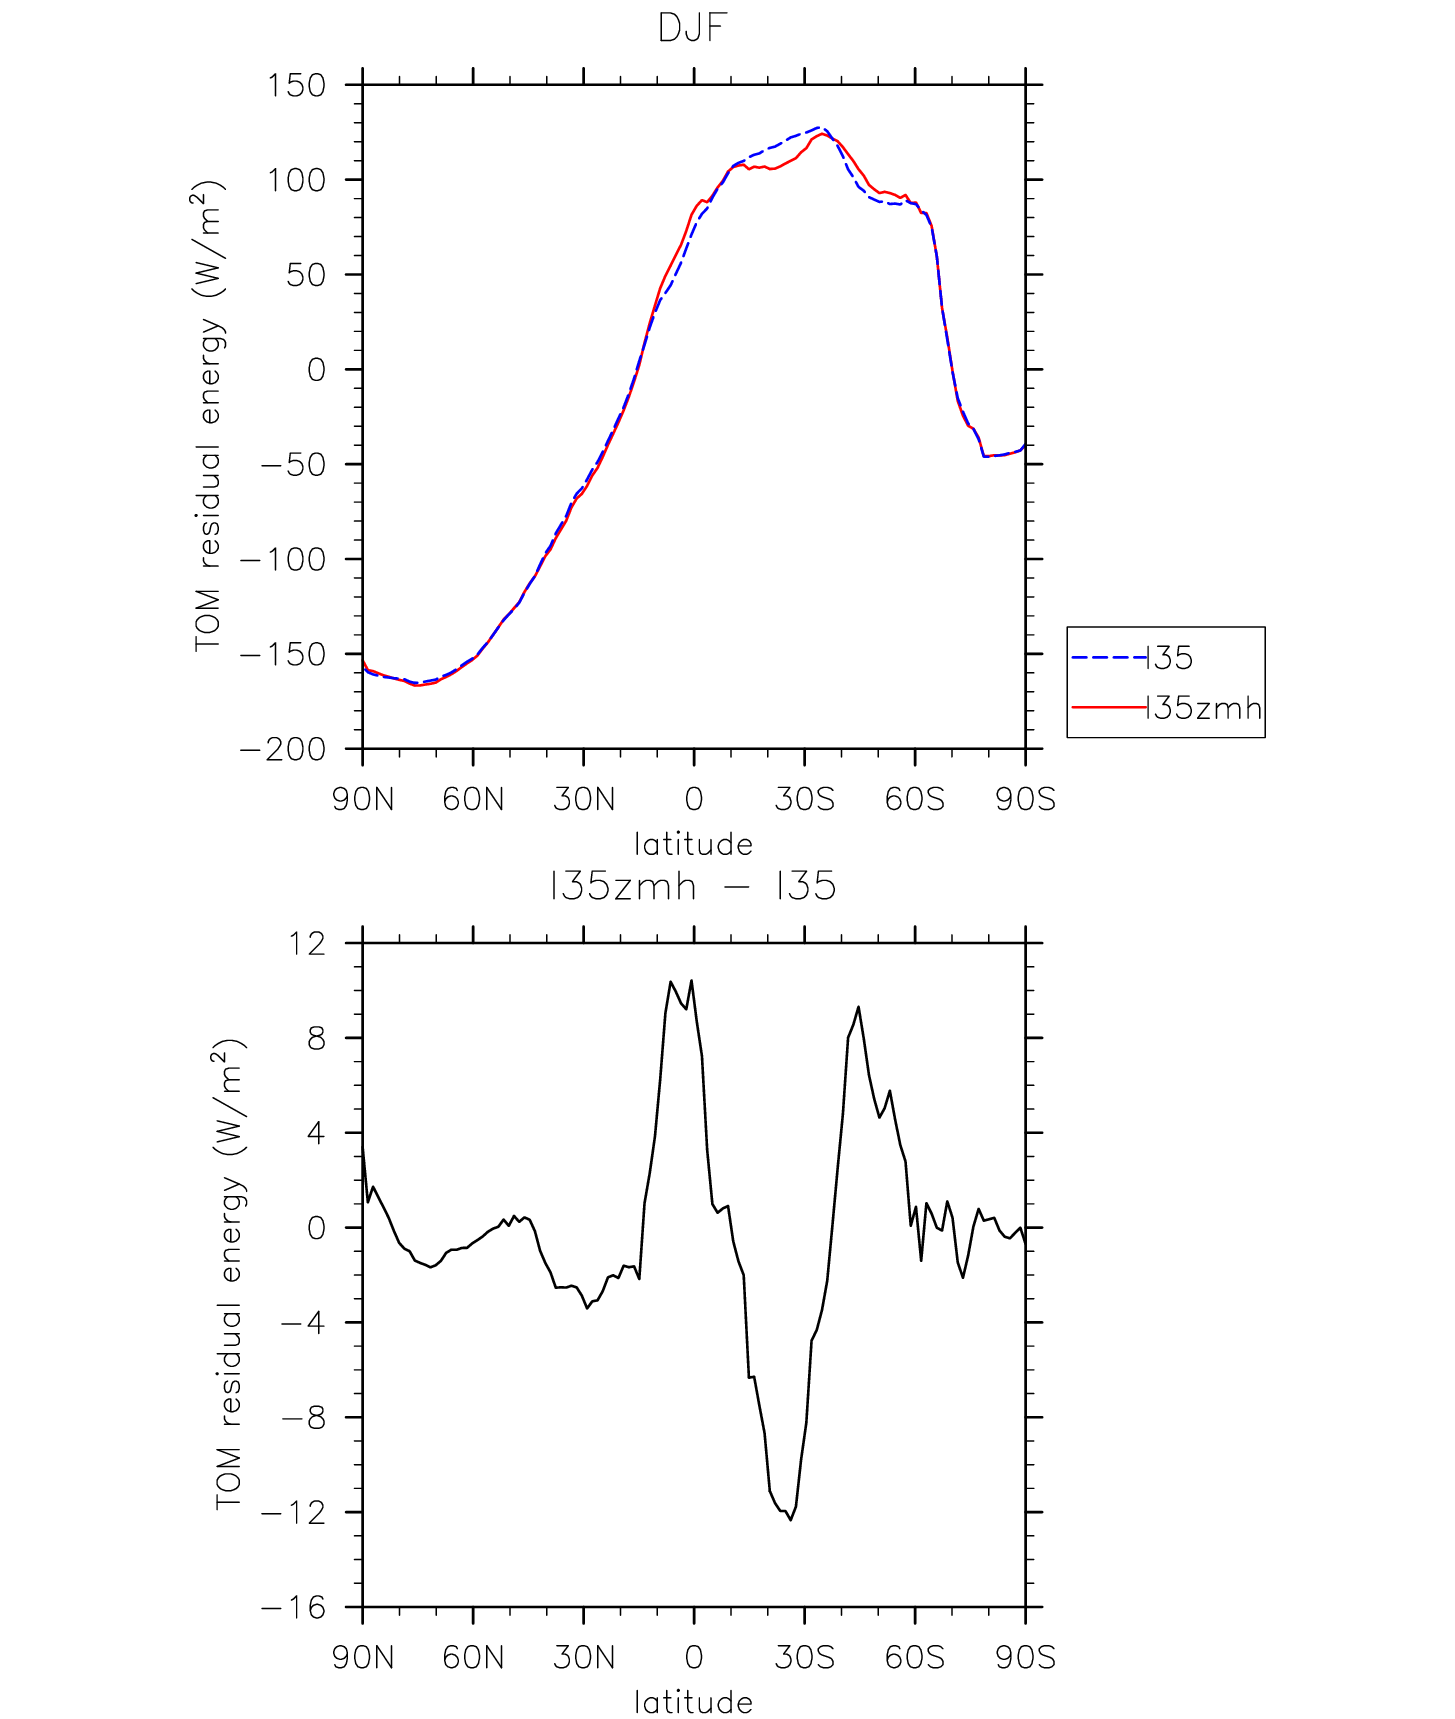 DJF
150
100
50
0
−50
−100
−150
−200
TOM residual energy (W/m²)
90N 60N 30N 0 30S 60S 90S
latitude
I35
I35zmh
I35zmh − I35
12
8
4
0
−4
−8
−12
−16
TOM residual energy (W/m²)
90N 60N 30N 0 30S 60S 90S
latitude